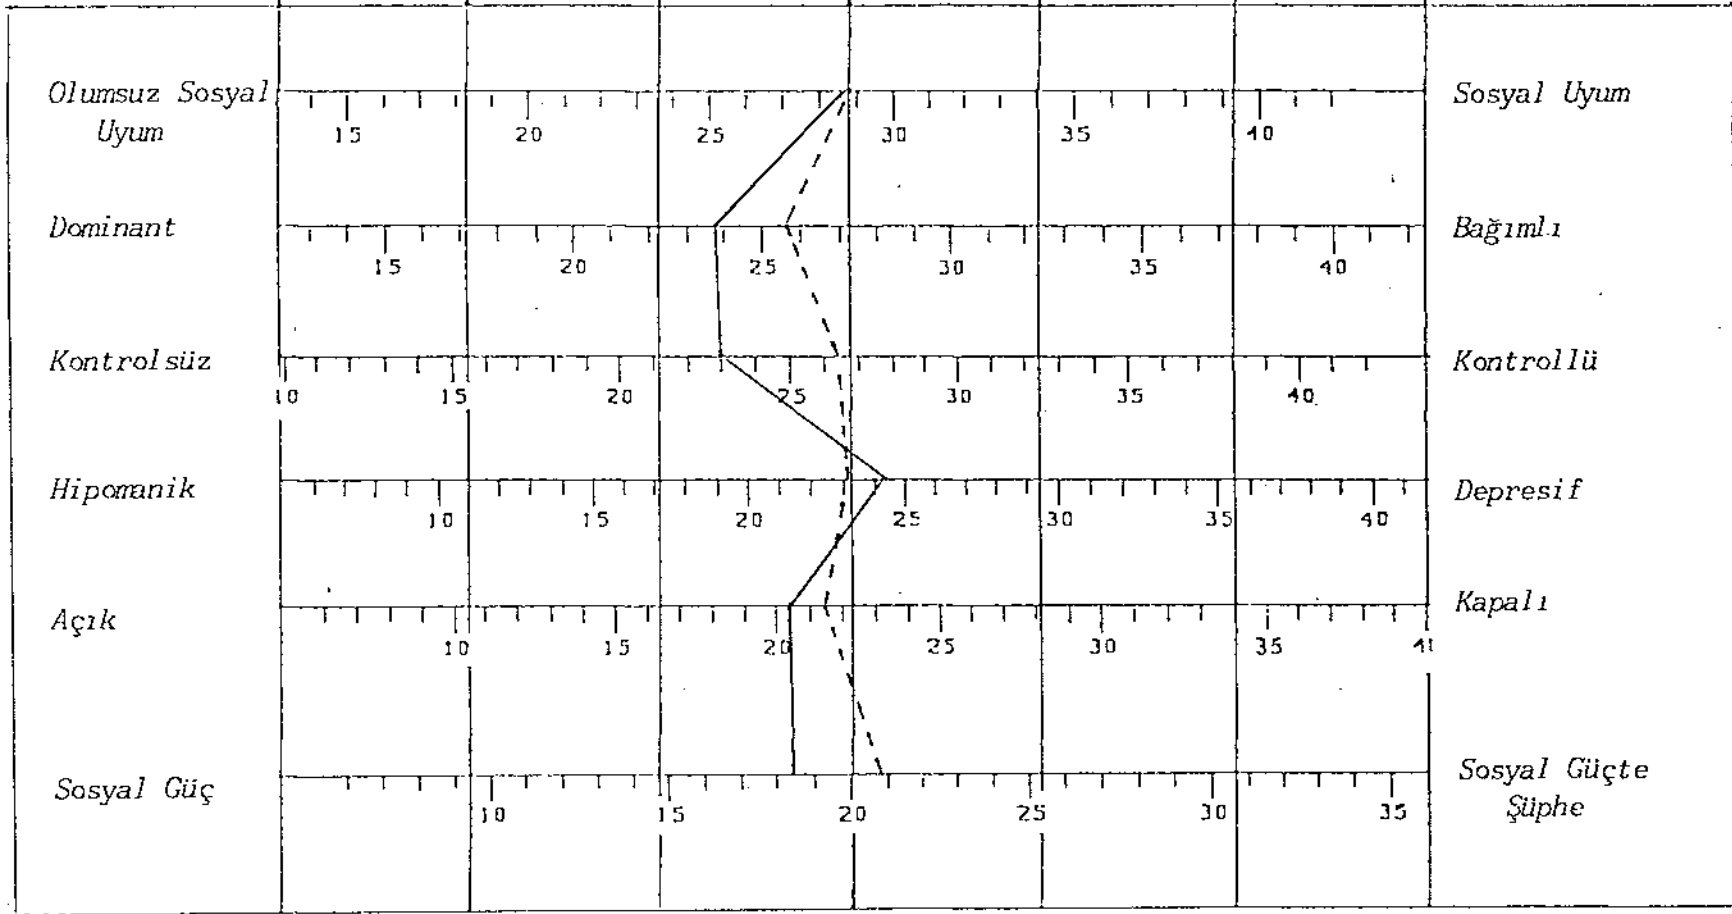 Olumsuz Sosyal Uyum
15 20 25 30 35 40
Sosyal Uyum
Dominant
15 20 25 30 35 40
Bağımlı
Kontrolsüz
10 15 20 25 30 35 40
Kontrollü
Hipomanik
10 15 20 25 30 35 40
Depresif
Açık
10 15 20 25 30 35
Kapalı
Sosyal Güç
10 15 20 25 30 35
Sosyal Güçte
Şüphe